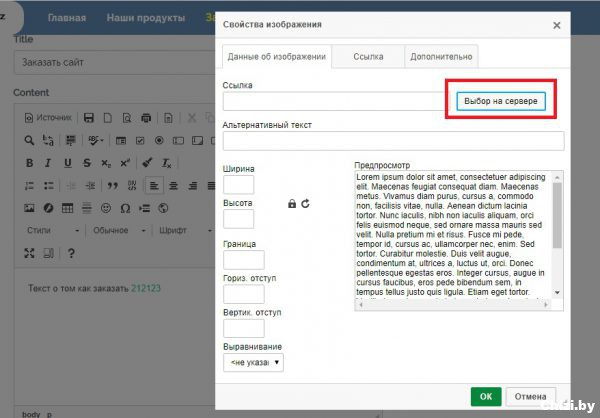 z
Главная Наши продукты За
Title
Заказать сайт
Content
Источник
Стили Обычное Шрифт
Текст о том как заказать 212123
body p
Свойства изображения
Данные об изображении Ссылка Дополнительно
Ссылка
Выбор на сервере
Альтернативный текст
Ширина
Высота
Граница
Гориз. отступ
Вертик. отступ
Выравнивание
<не указа
Предпросмотр
Lorem ipsum dolor sit amet, consectetuer adipiscing
elit. Maecenas feugiat consequat diam. Maecenas
metus. Vivamus diam purus, cursus a, commodo
non, facilisis vitae, nulla. Aenean dictum lacinia
tortor. Nunc iaculis, nibh non iaculis aliquam, orci
felis euismod neque, sed ornare massa mauris sed
velit. Nulla pretium mi et risus. Fusce mi pede,
tempor id, cursus ac, ullamcorper nec, enim. Sed
tortor. Curabitur molestie. Duis velit augue,
condimentum at, ultrices a, luctus ut, orci. Donec
pellentesque egestas eros. Integer cursus, augue in
cursus faucibus, eros pede bibendum sem, in
tempus tellus justo quis ligula. Etiam eget tortor.
OK Отмена